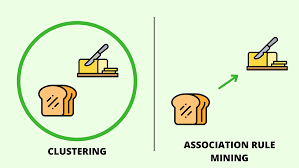 CLUSTERING
ASSOCIATION RULE
MINING